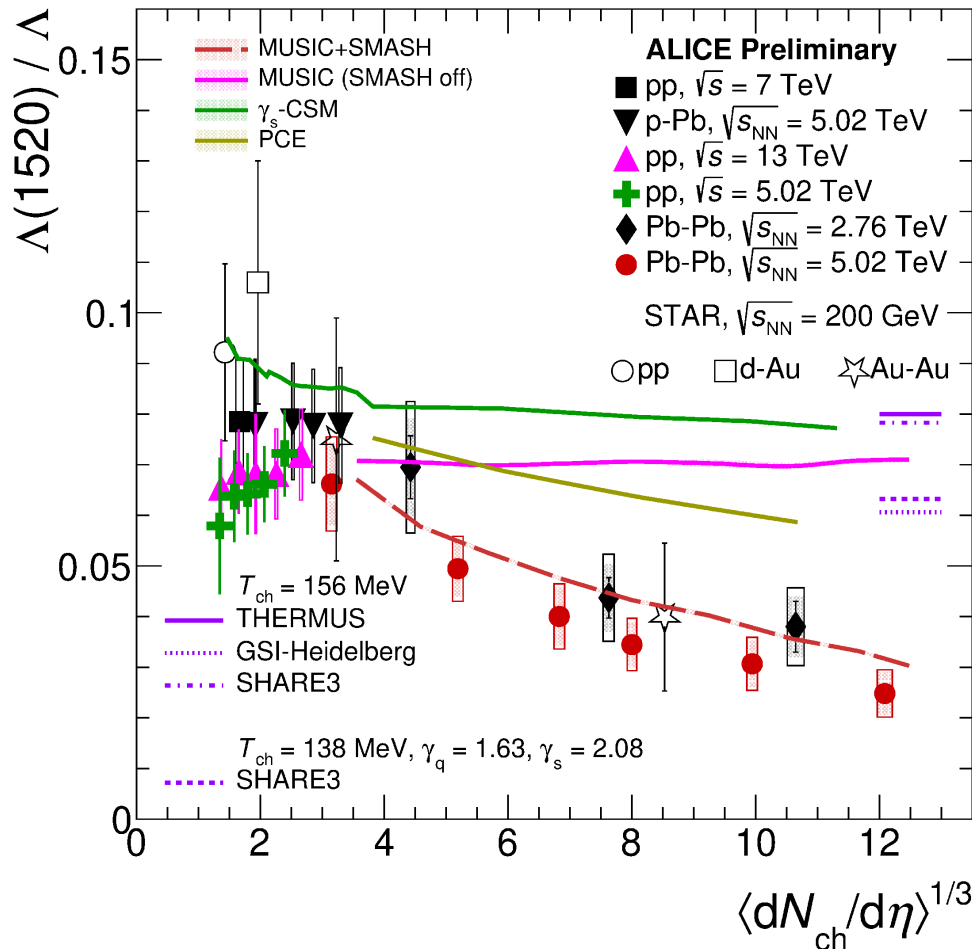 Λ(1520) / Λ
0.15
0.1
0.05
0
MUSIC+SMASH
MUSIC (SMASH off)
γs-CSM
PCE
ALICE Preliminary
pp, √s = 7 TeV
p-Pb, √sNN = 5.02 TeV
pp, √s = 13 TeV
pp, √s = 5.02 TeV
Pb-Pb, √sNN = 2.76 TeV
Pb-Pb, √sNN = 5.02 TeV
STAR, √sNN = 200 GeV
pp d-Au Au-Au
Tch = 156 MeV
THERMUS
GSI-Heidelberg
SHARE3
Tch = 138 MeV, γq = 1.63, γs = 2.08
SHARE3
0 2 4 6 8 10 12
⟨dNch/dη⟩1/3